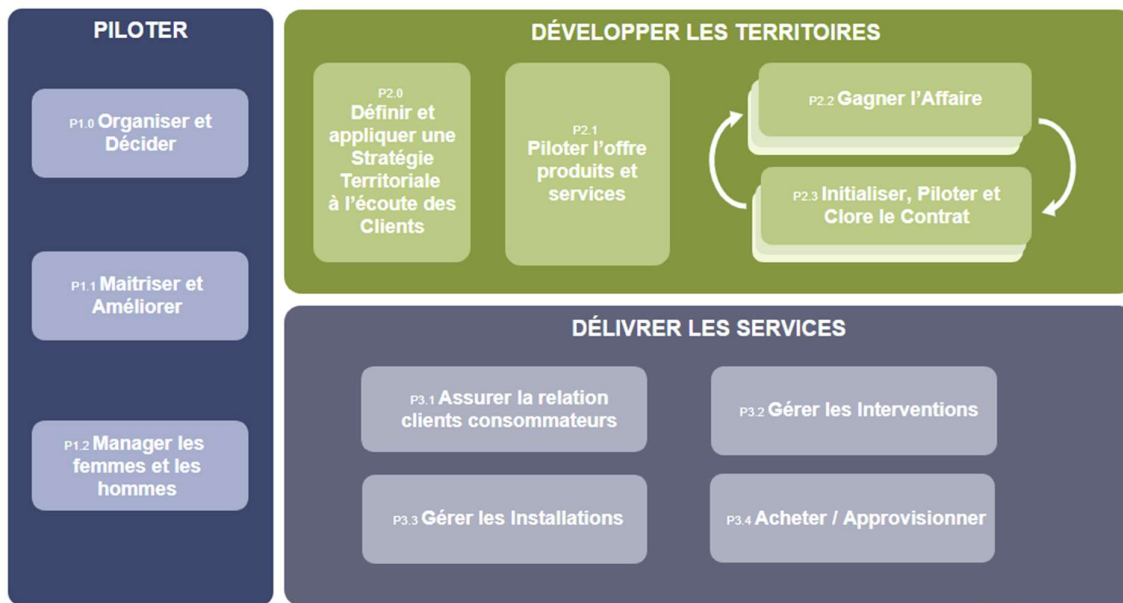 PILOTER
P1.0 Organiser et
Décider
P1.1 Maitriser et
Améliorer
P1.2 Manager les
femmes et les
hommes
DÉVELOPPER LES TERRITOIRES
P2.0
Définir et
appliquer une
Stratégie
Territoriale
à l'écoute des
Clients
P2.1
Piloter l'offre
produits et
services
P2.2 Gagner l'Affaire
P2.3 Initialiser, Piloter et
Clore le Contrat
DÉLIVRER LES SERVICES
P3.1 Assurer la relation
clients consommateurs
P3.2 Gérer les Interventions
P3.3 Gérer les Installations
P3.4 Acheter / Approvisionner